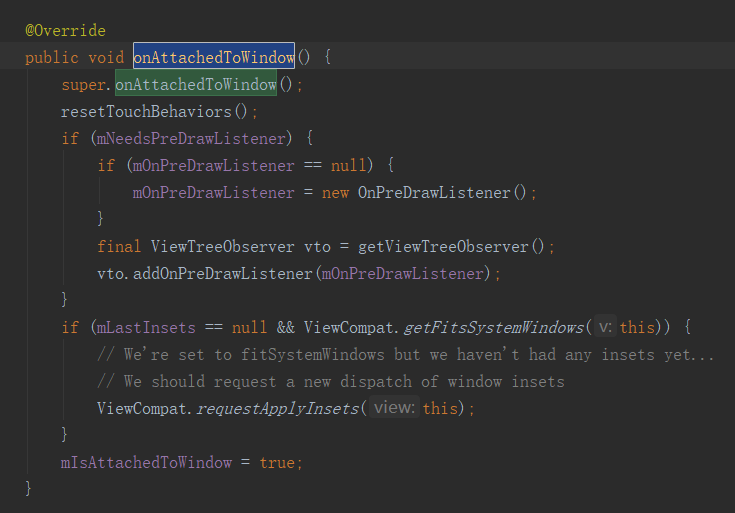 @Override
public void onAttachedToWindow() {
super.onAttachedToWindow();
resetTouchBehaviors();
if (mNeedsPreDrawListener) {
if (mOnPreDrawListener == null) {
mOnPreDrawListener = new OnPreDrawListener();
}
final ViewTreeObserver vto = getViewTreeObserver();
vto.addOnPreDrawListener(mOnPreDrawListener);
}
if (mLastInsets == null && ViewCompat.getFitsSystemWindows( v: this)) {
// We're set to fitSystemWindows but we haven't had any insets yet...
// We should request a new dispatch of window insets
ViewCompat.requestApplyInsets( view: this);
}
mIsAttachedToWindow = true;
}